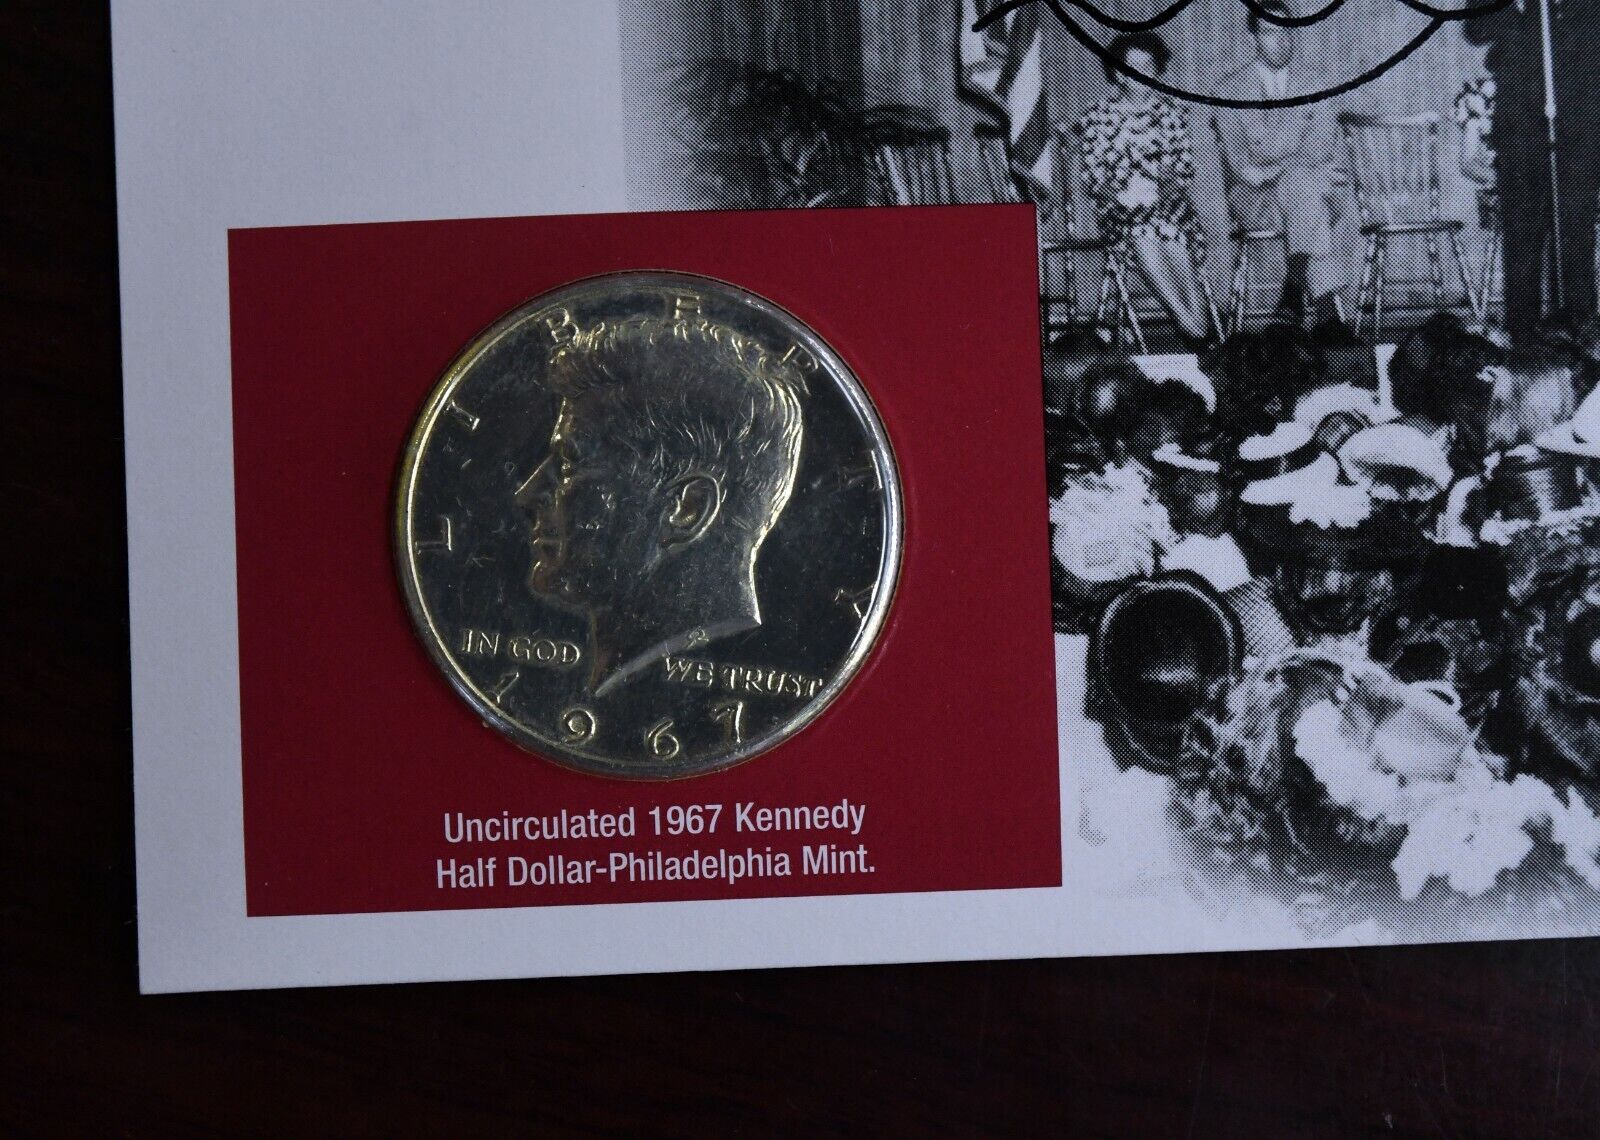 LIBERTY
IN GOD WE TRUST
1967
Uncirculated 1967 Kennedy
Half Dollar-Philadelphia Mint.